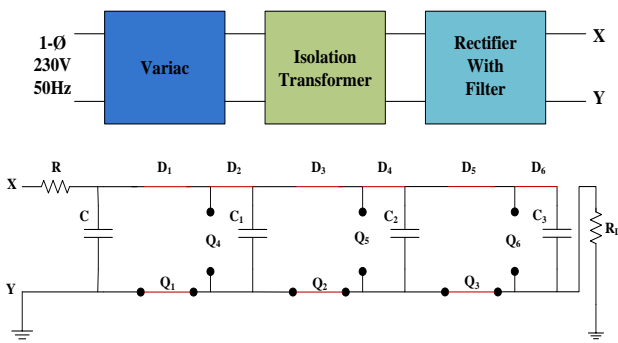 1-Ø
230V
50Hz
Variac
Isolation
Transformer
Rectifier
With
Filter
X
Y
X
R
D1
D2
D3
D4
D5
D6
C
Q4
C1
Q5
C2
Q6
C3
RL
Y
Q1
Q2
Q3